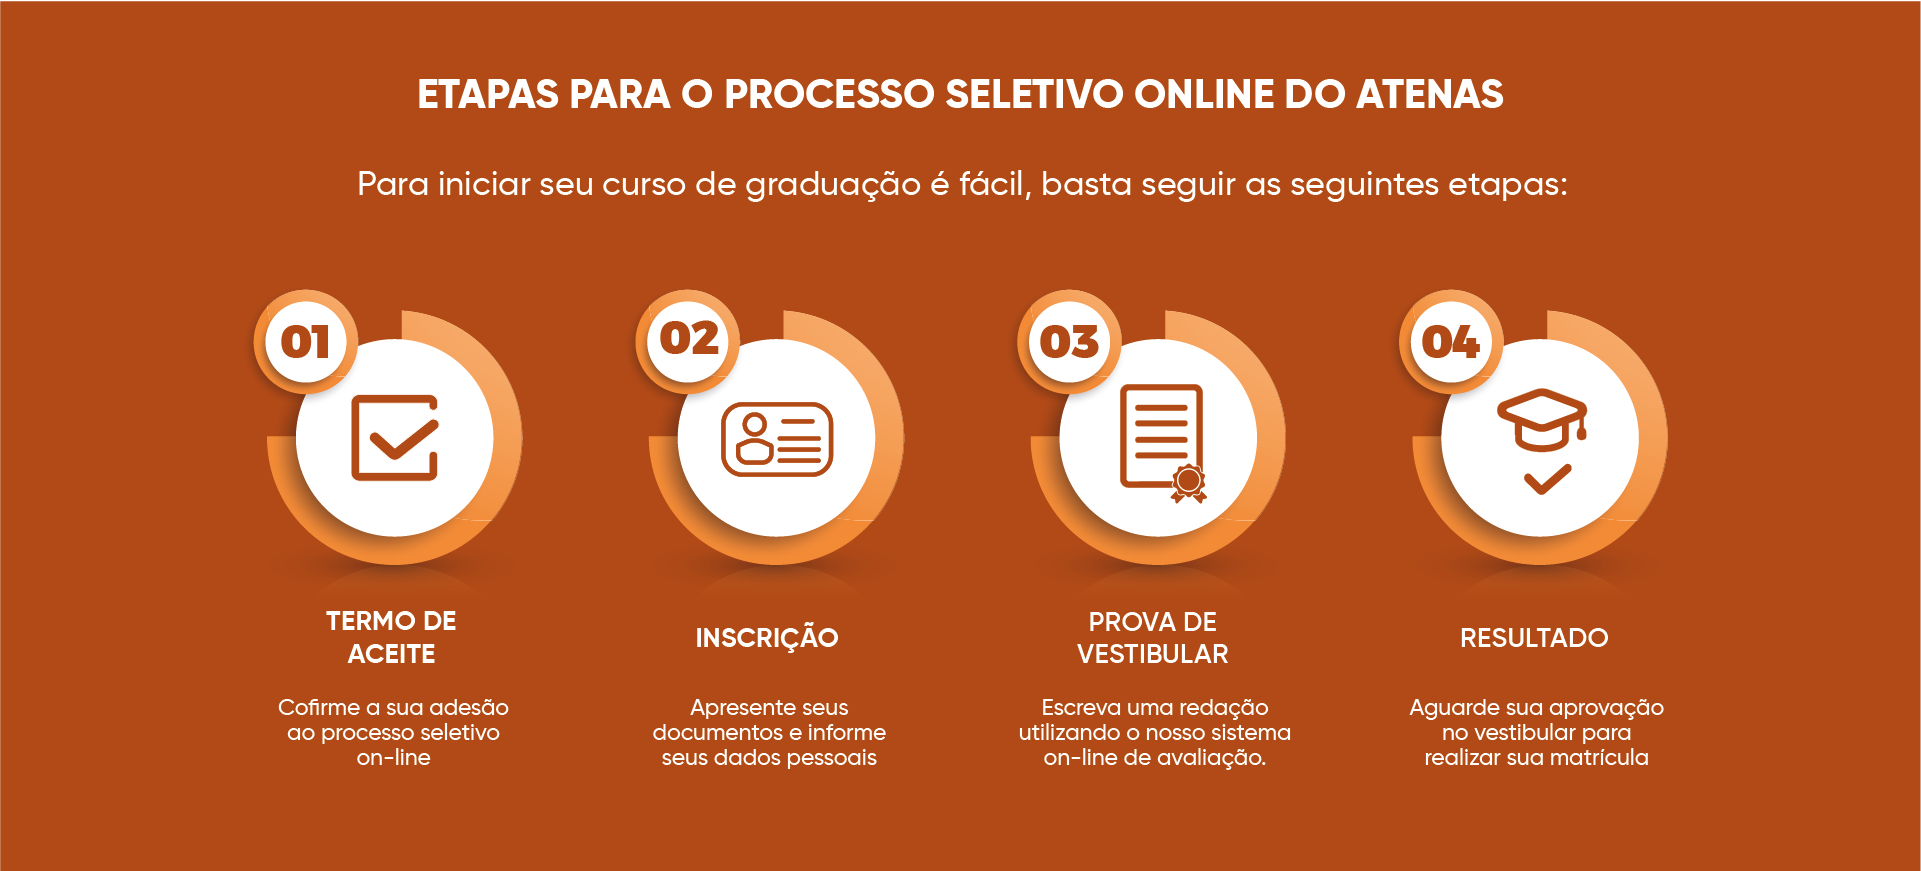 ETAPAS PARA O PROCESSO SELETIVO ONLINE DO ATENAS
Para iniciar seu curso de graduação é fácil, basta seguir as seguintes etapas:
01
TERMO DE
ACEITE
Cofirme a sua adesão
ao processo seletivo
on-line
02
INSCRIÇÃO
Apresente seus
documentos e informe
seus dados pessoais
03
PROVA DE
VESTIBULAR
Escreva uma redação
utilizando o nosso sistema
on-line de avaliação.
04
RESULTADO
Aguarde sua aprovação
no vestibular para
realizar sua matrícula